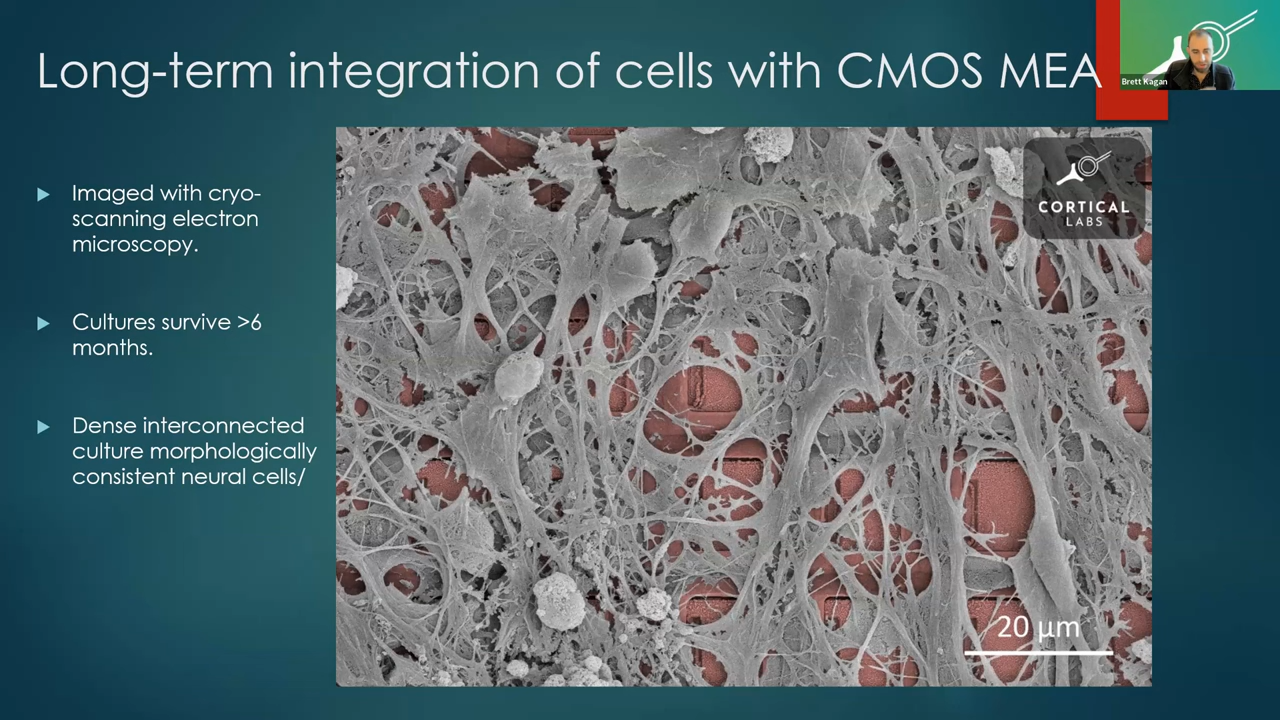 Long-term integration of cells with CMOS MEA
Brett Kagan
Imaged with cryo-
scanning electron
microscopy.
Cultures survive >6
months.
Dense interconnected
culture morphologically
consistent neural cells/
CORTICAL
LABS
20 µm